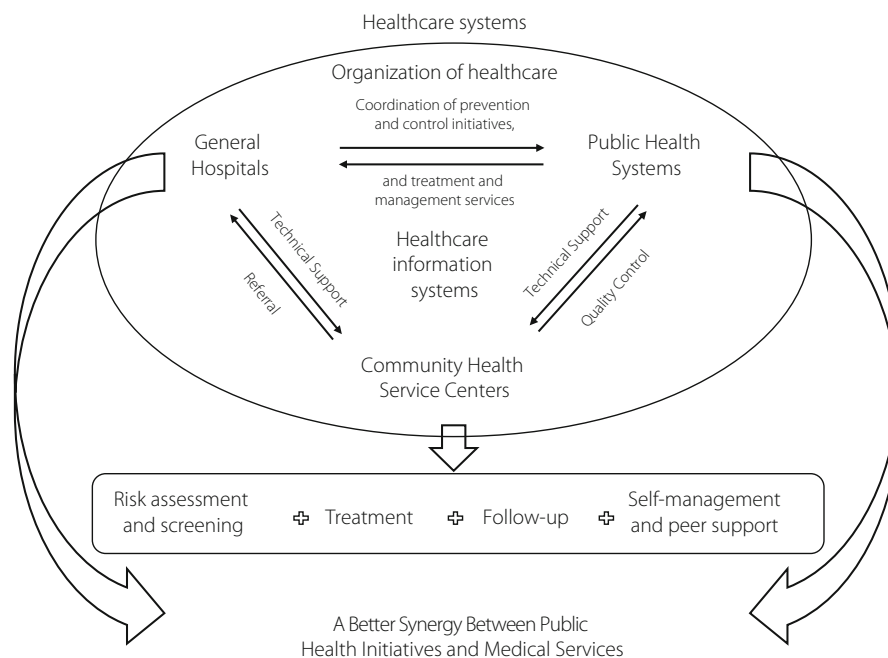 Healthcare systems
Organization of healthcare
Coordination of prevention
and control initiatives,
General
Hospitals
Public Health
Systems
and treatment and
management services
Technical Support
Referral
Healthcare
information
systems
Technical Support
Quality Control
Community Health
Service Centers
Risk assessment
and screening
Treatment
Follow-up
Self-management
and peer support
A Better Synergy Between Public
Health Initiatives and Medical Services